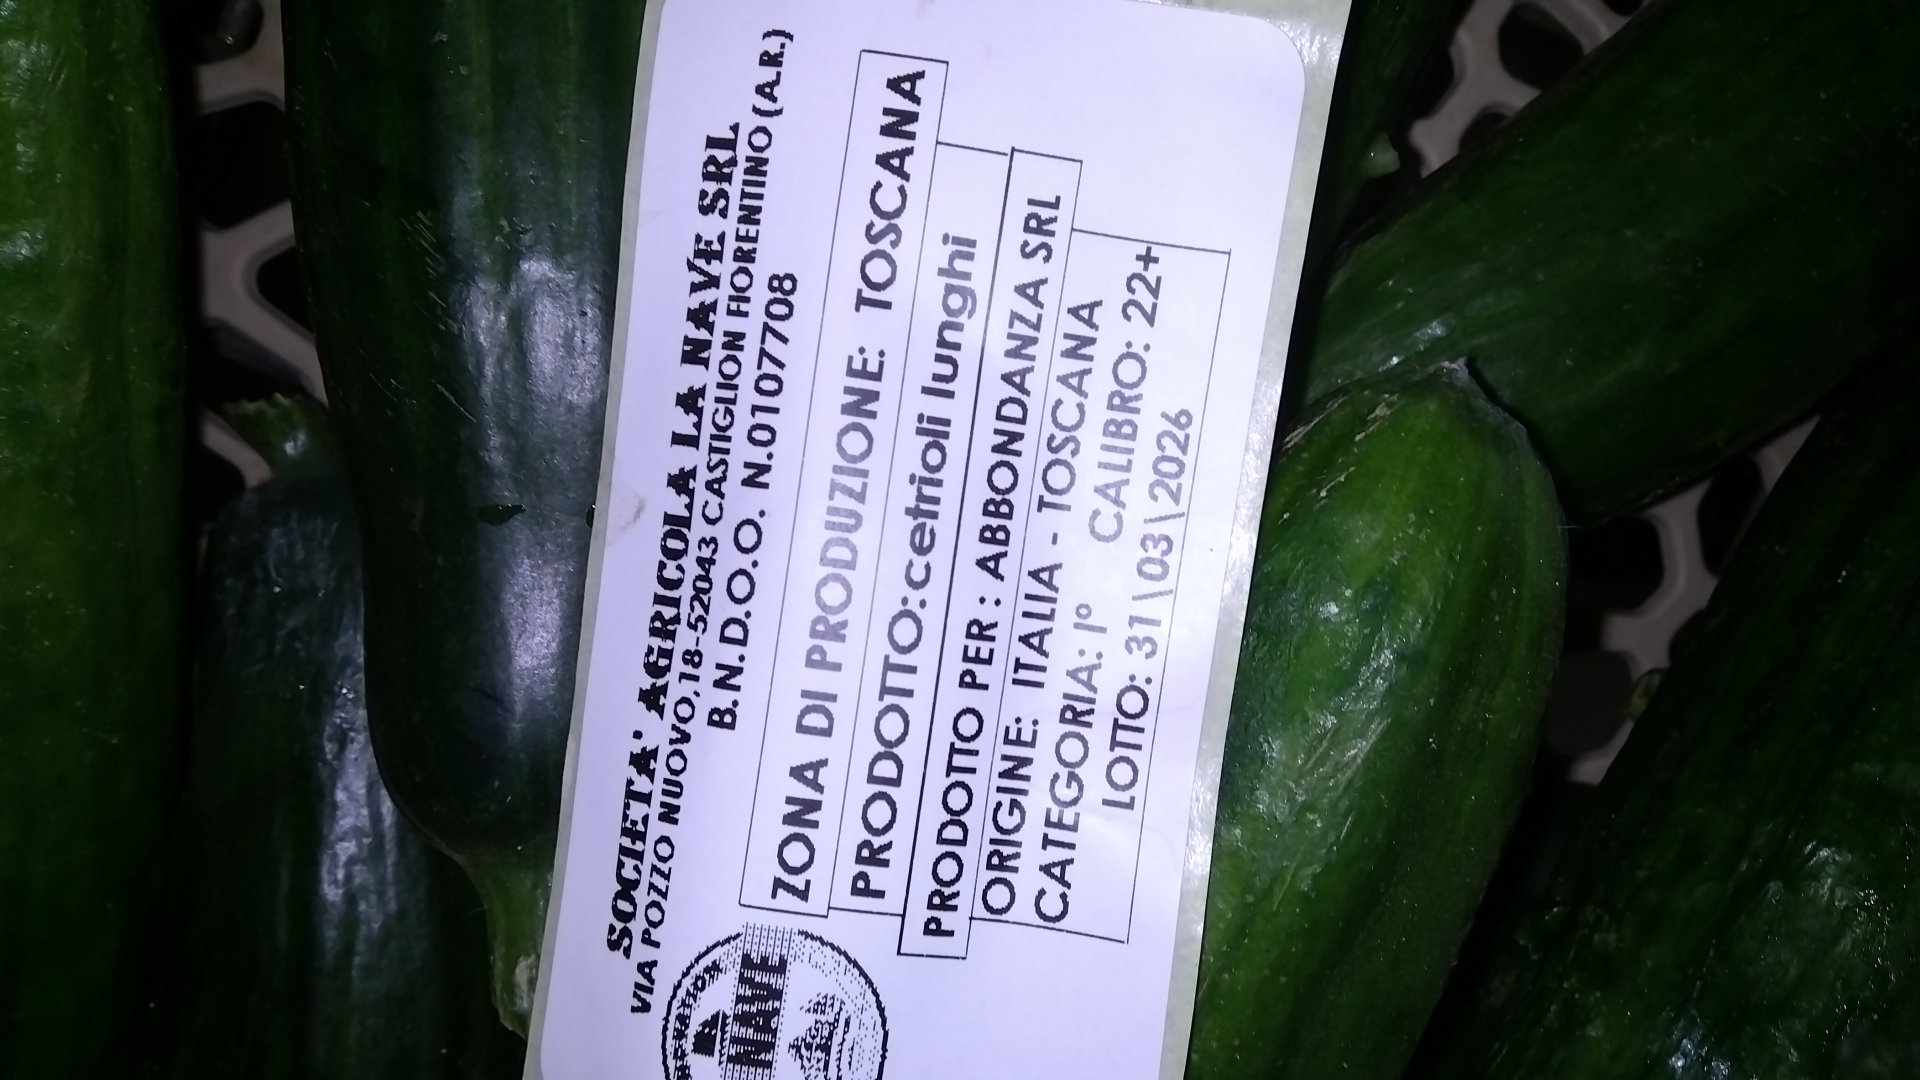 SOCIETA' AGRICOLA LA NAVE SRL
VIA POZZO NUOVO,18-52043 CASTIGLION FIORENTINO (A.R.)
B.N.D.O.O. N.01077708
ZONA DI PRODUZIONE: TOSCANA
PRODOTTO:cetrioli lunghi
PRODOTTO PER : ABBONDANZA SRL
ORIGINE: ITALIA - TOSCANA
CATEGORIA: I° CALIBRO: 22+
LOTTO: 31\03\2026
NAVE